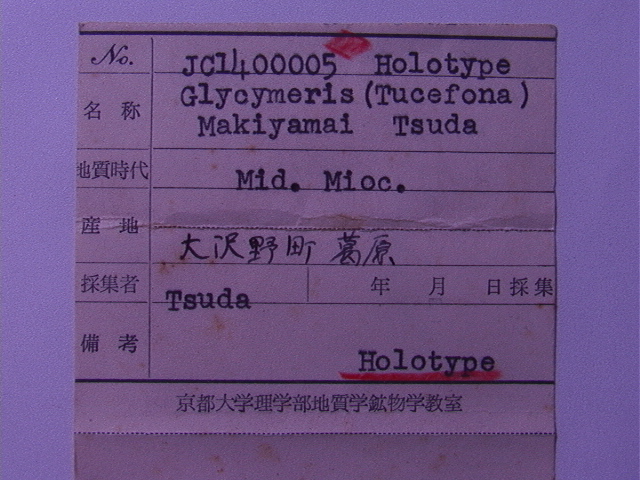 No. JC1400005 Holotype
名称 Glycymeris (Tucefona)
Makiyamai Tsuda
地質時代 Mid. Mioc.
産地 大沢野町 葛原
採集者 Tsuda 年 月 日採集
備考 Holotype
京都大学理学部地質学鉱物学教室